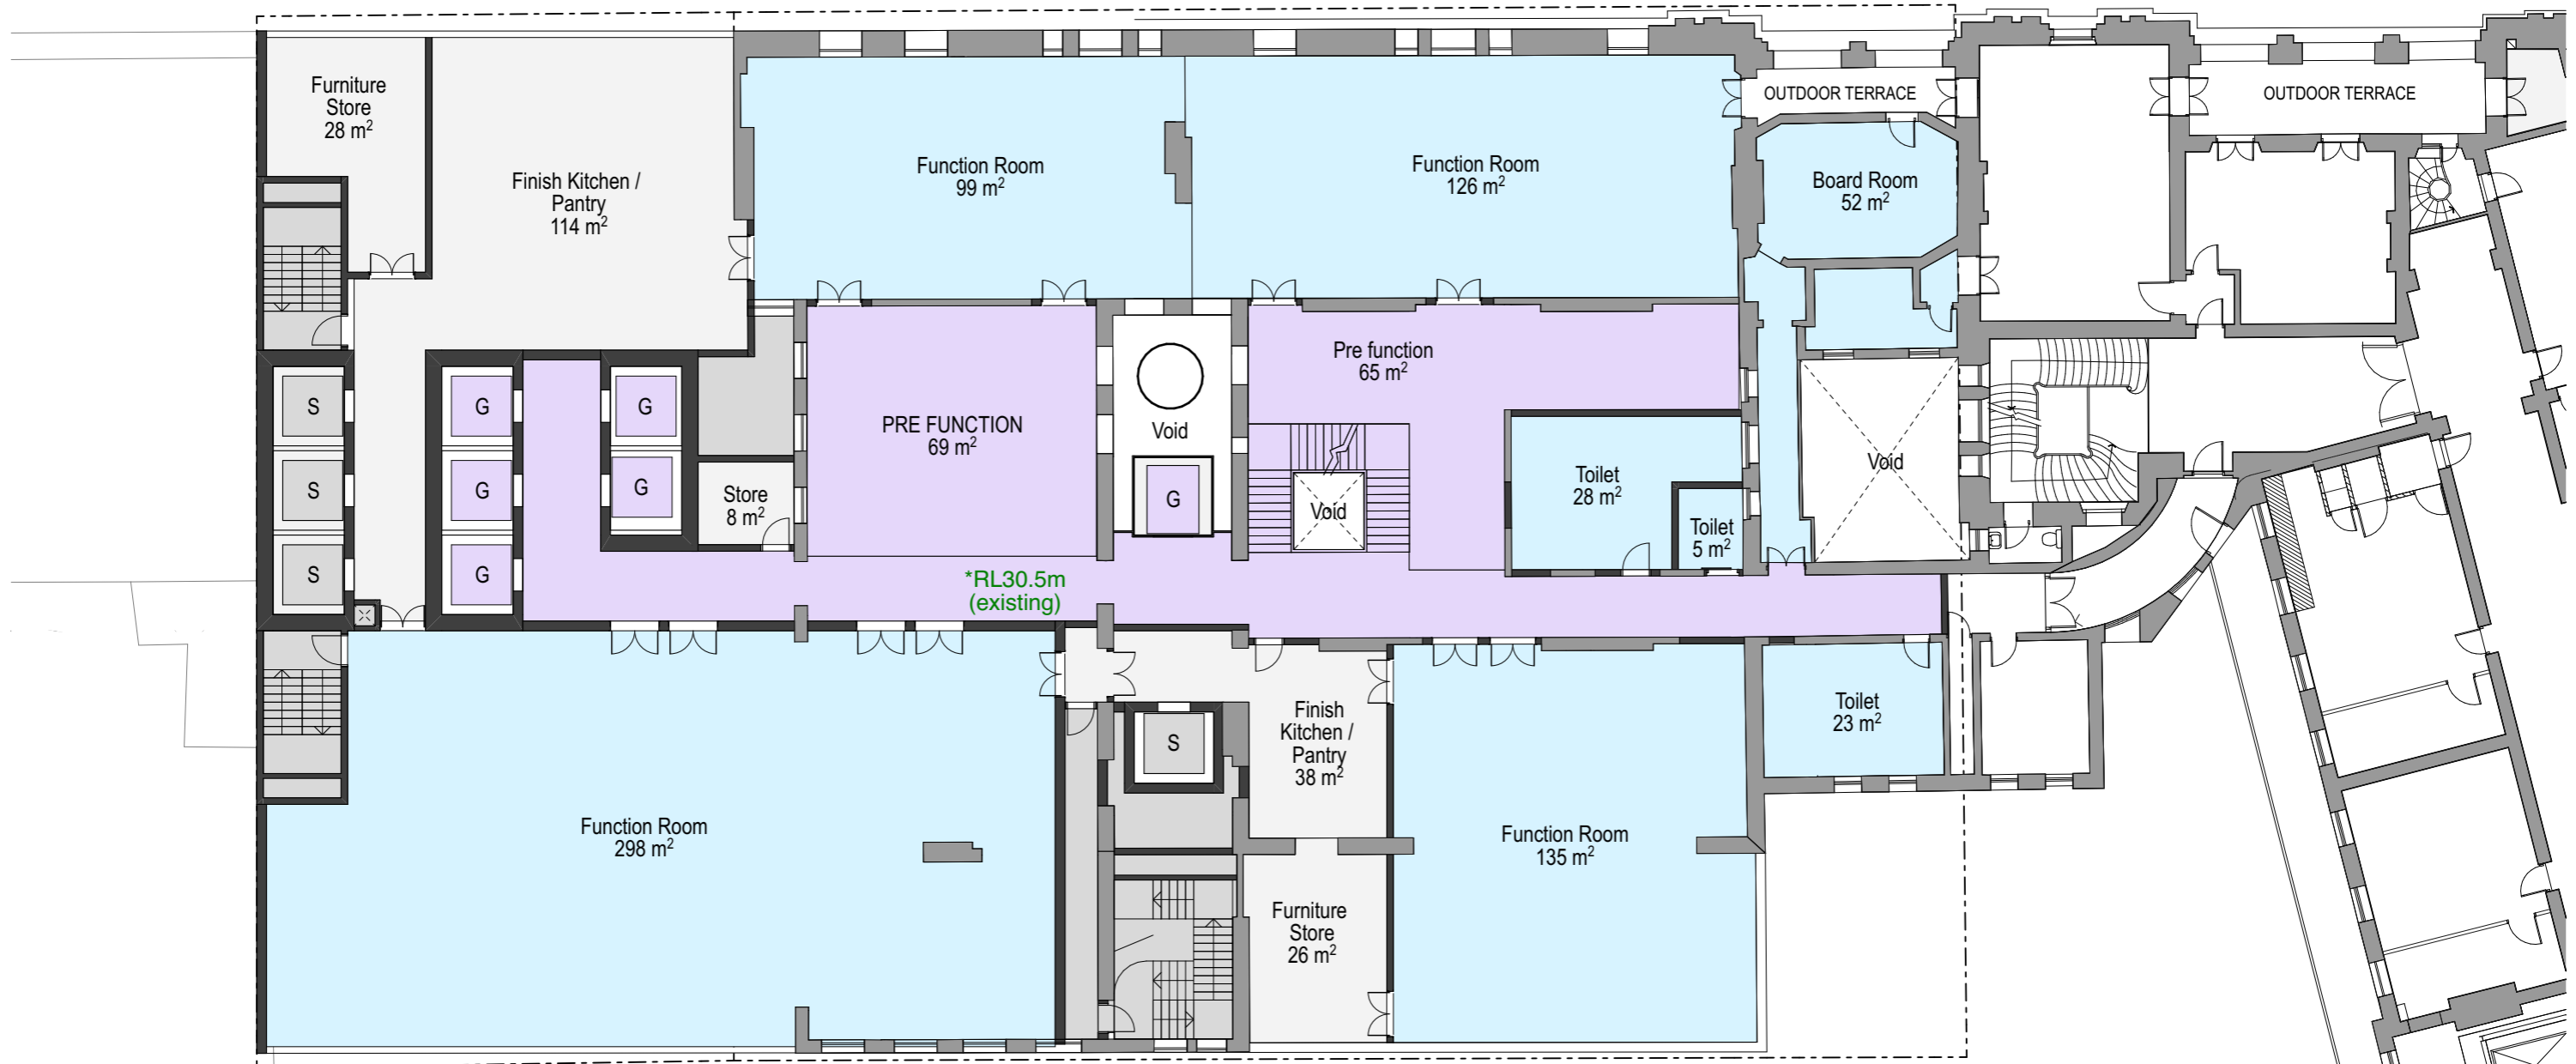 Furniture
Store
28 m²
Finish Kitchen /
Pantry
114 m²
Function Room
99 m²
Function Room
126 m²
OUTDOOR TERRACE
OUTDOOR TERRACE
Board Room
52 m²
S
S
S
G
G
G
G
G
Store
8 m²
PRE FUNCTION
69 m²
Void
G
Pre function
65 m²
Void
Toilet
28 m²
Toilet
5 m²
Void
*RL30.5m
(existing)
Function Room
298 m²
S
Finish
Kitchen /
Pantry
38 m²
Furniture
Store
26 m²
Function Room
135 m²
Toilet
23 m²